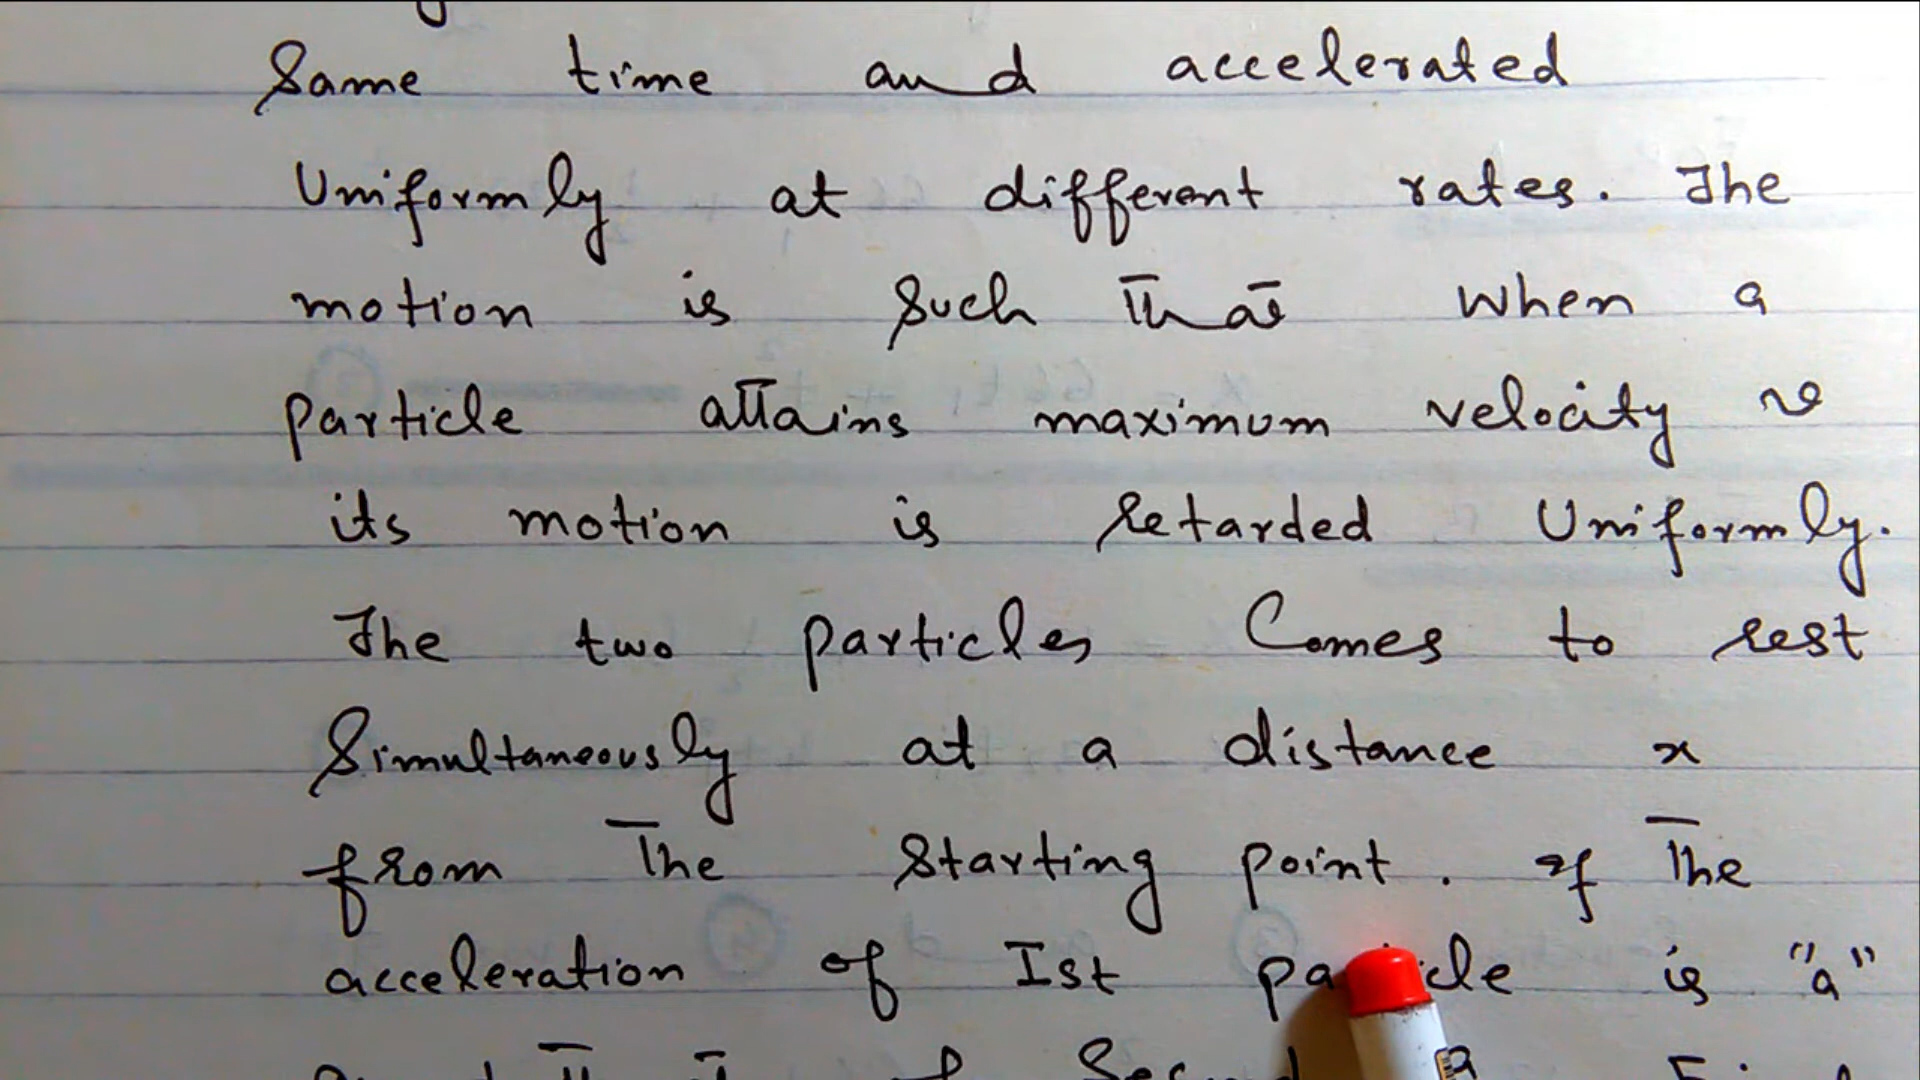 Same time and accelerated
Uniformly at different rates. The
motion is such that when a
particle attains maximum velocity v
its motion is retarded Uniformly.
The two particles Comes to rest
Simultaneously at a distance x
from The Starting point. If The
acceleration of Ist particle is "a"